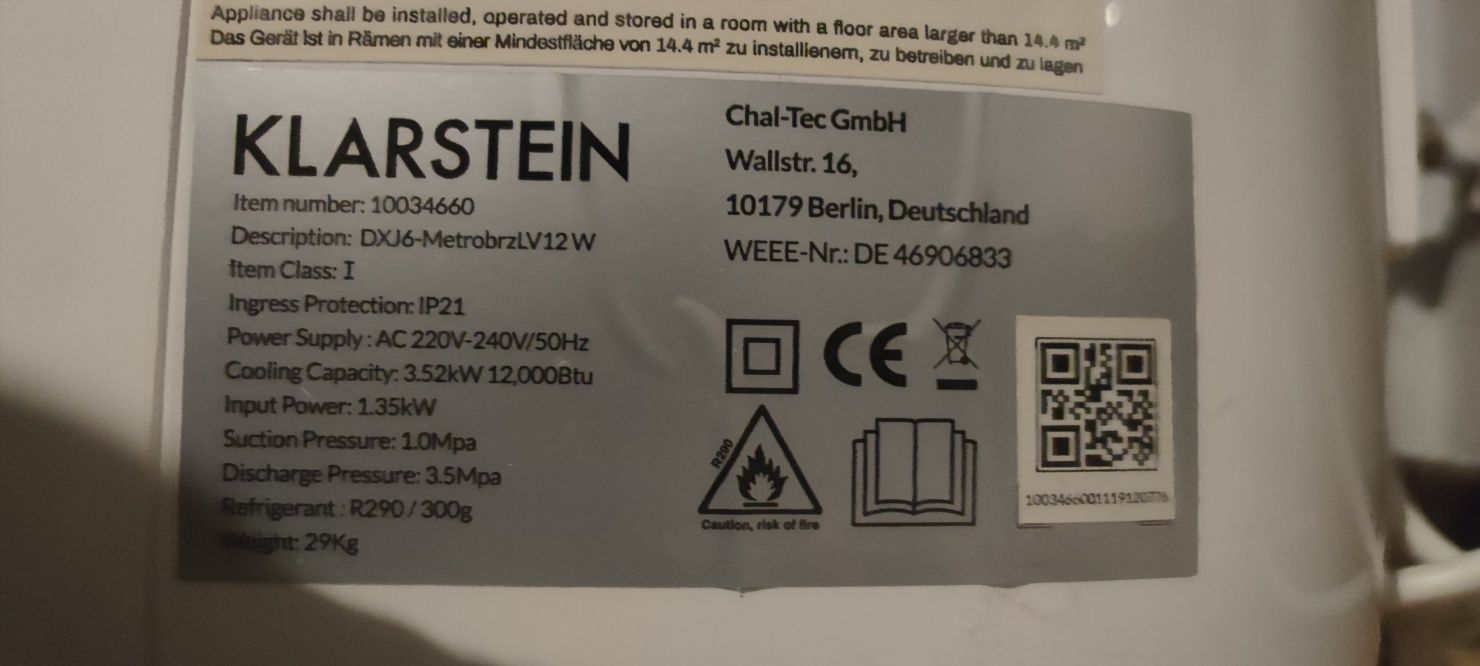 Appliance shall be installed, operated and stored in a room with a floor area larger than 14.4 m²
Das Gerät Ist in Rämen mit einer Mindestfläche von 14.4 m² zu installienem, zu betreiben und zu lagen
KLARSTEIN
Item number: 10034660
Description: DXJ6-MetrobrzLV12 W
Item Class: I
Ingress Protection: IP21
Power Supply : AC 220V-240V/50Hz
Cooling Capacity: 3.52kW 12,000Btu
Input Power: 1.35kW
Suction Pressure: 1.0Mpa
Discharge Pressure: 3.5Mpa
Refrigerant : R290 / 300g
Weight: 29Kg
Chal-Tec GmbH
Wallstr. 16,
10179 Berlin, Deutschland
WEEE-Nr.: DE 46906833
CE
R290
Caution, risk of fire